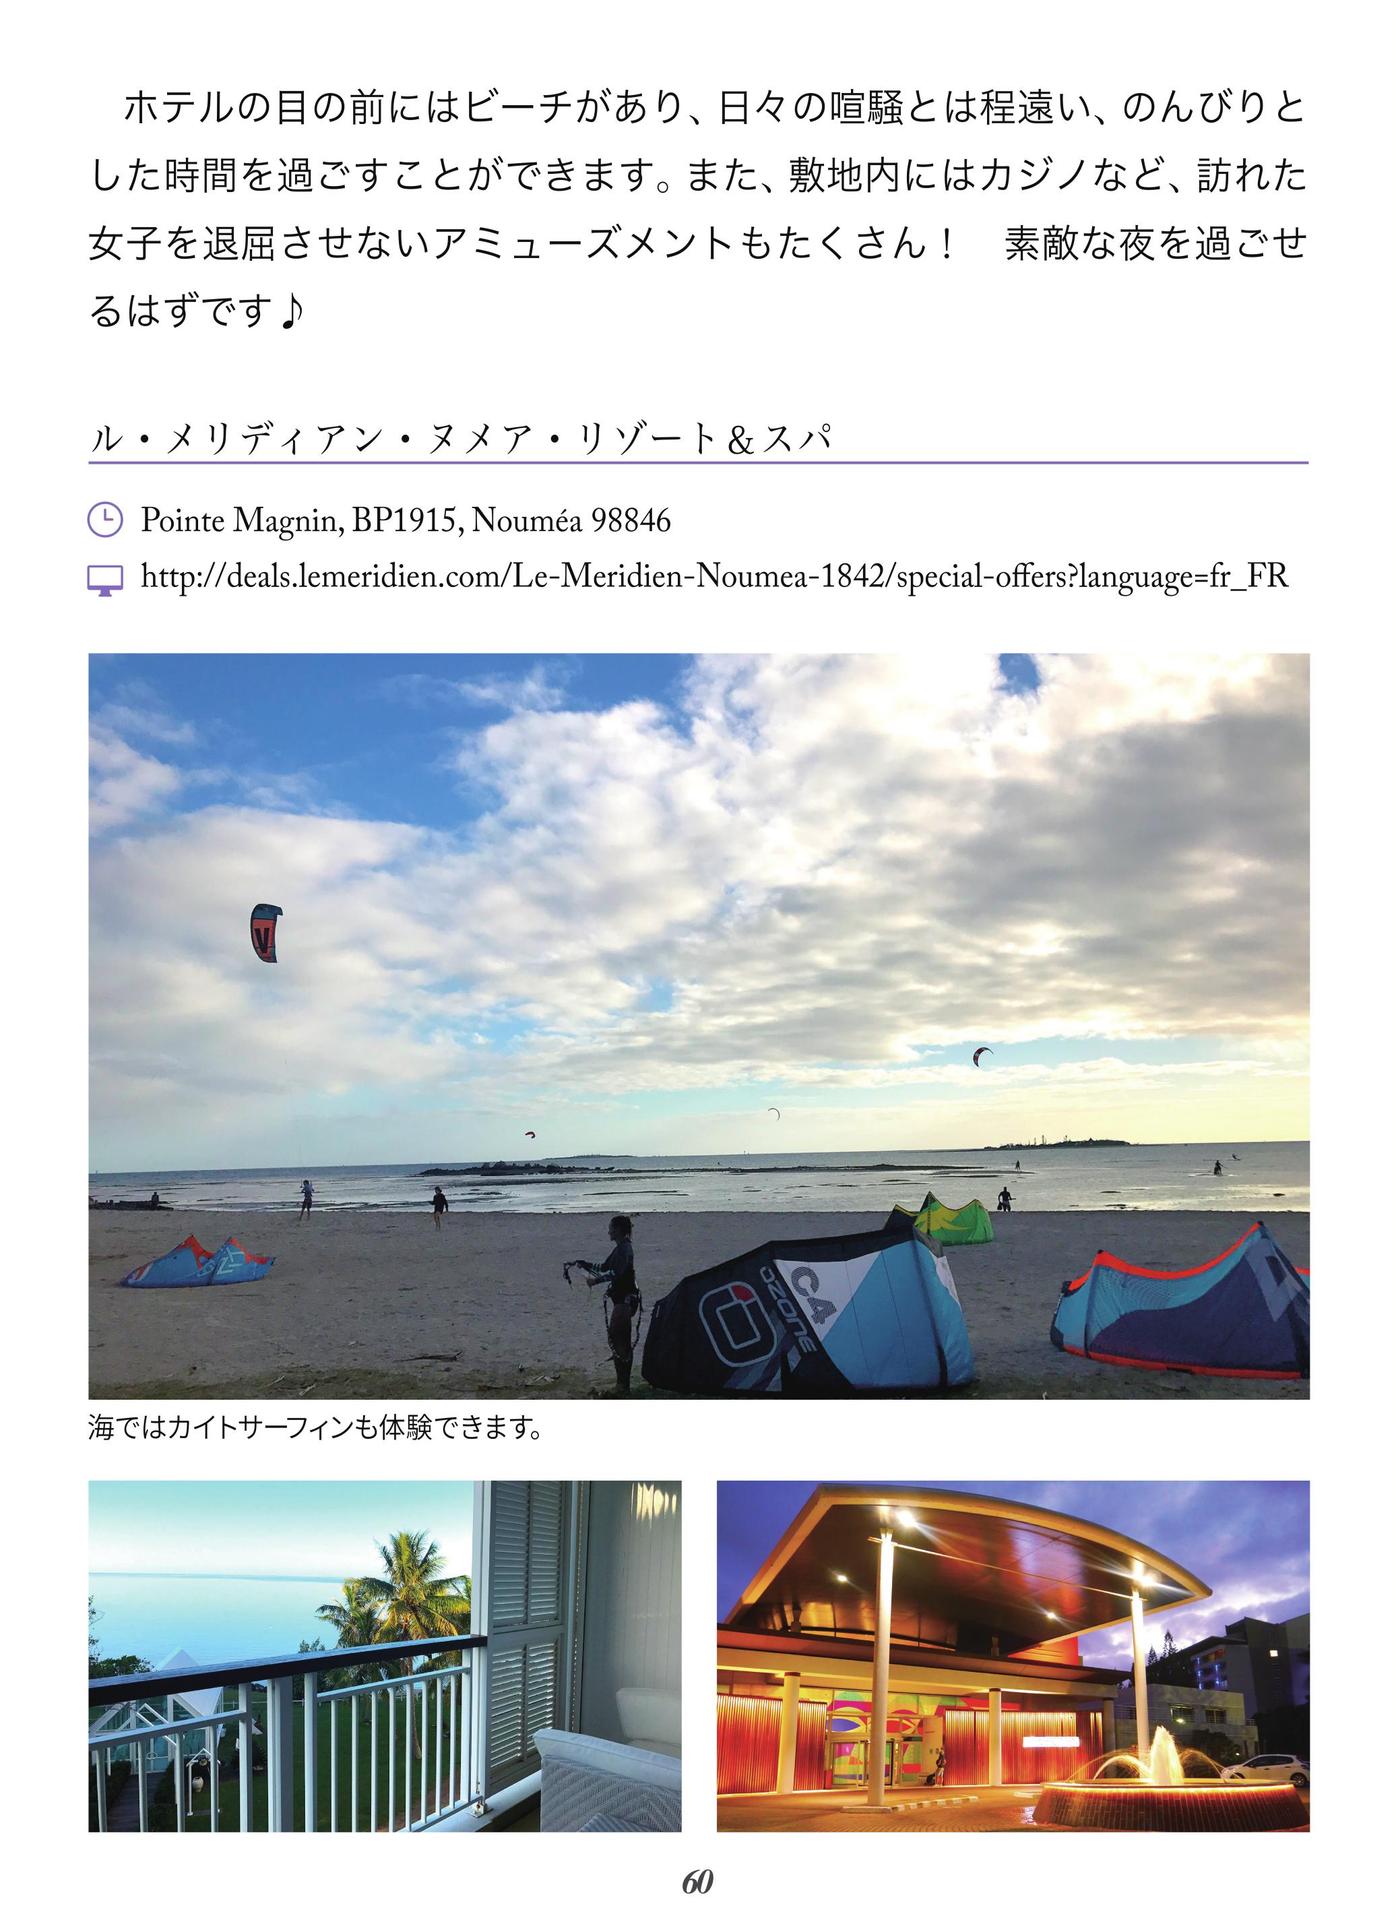 ホテルの目の前にはビーチがあり、日々の喧騒とは程遠い、のんびりと
した時間を過ごすことができます。また、敷地内にはカジノなど、訪れた
女子を退屈させないアミューズメントもたくさん！　素敵な夜を過ごせ
るはずです♪
ル・メリディアン・ヌメア・リゾート＆スパ
Pointe Magnin, BP1915, Nouméa 98846
http://deals.lemeridien.com/Le-Meridien-Noumea-1842/special-offers?language=fr_FR
V
C4
OZONE
海ではカイトサーフィンも体験できます。
60